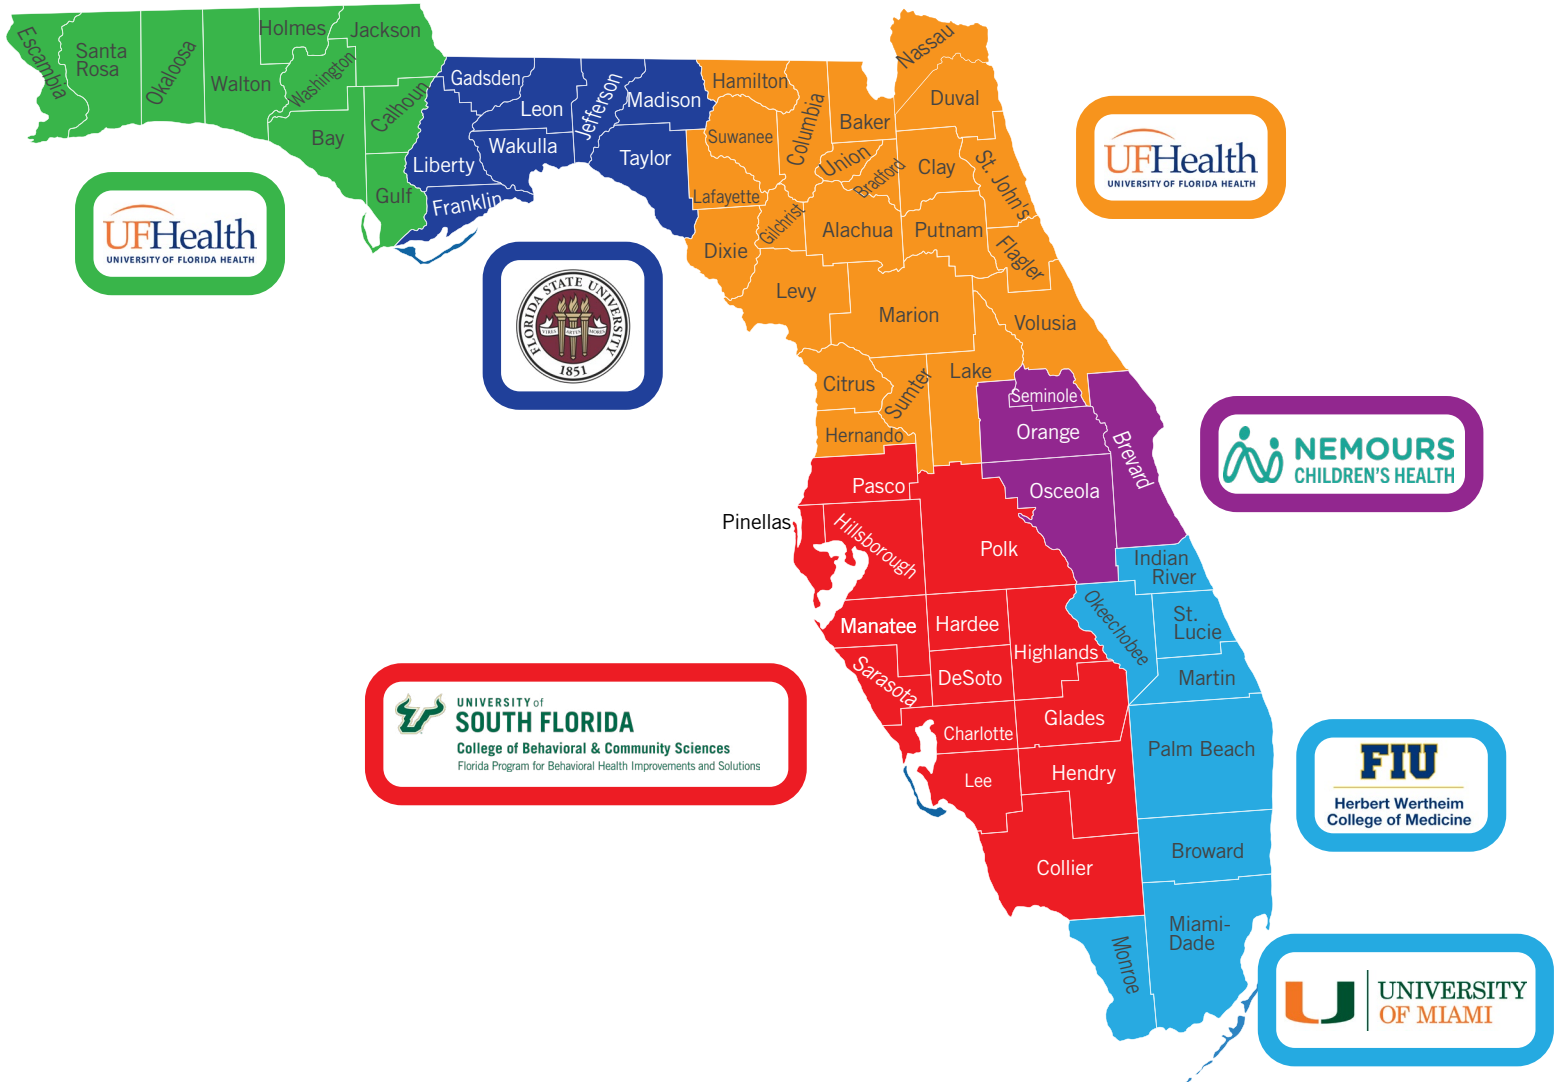 Escambia
Santa
Rosa
Okaloosa
Walton
Holmes
Washington
Jackson
Bay
Calhoun
Gulf
Gadsden
Liberty
Franklin
Leon
Wakulla
Jefferson
Madison
Taylor
Hamilton
Suwanee
Lafayette
Dixie
Columbia
Gilchrist
Baker
Union
Bradford
Alachua
Levy
Nassau
Duval
Clay
St. John's
Putnam
Flagler
Marion
Volusia
Citrus
Sumter
Lake
Hernando
Seminole
Orange
Osceola
Brevard
Pasco
Pinellas
Hillsborough
Polk
Manatee
Hardee
Highlands
Sarasota
DeSoto
Charlotte
Glades
Lee
Hendry
Collier
Indian
River
Okeechobee
St.
Lucie
Martin
Palm Beach
Broward
Miami-
Dade
Monroe
UFHealth
UNIVERSITY OF FLORIDA HEALTH
FLORIDA STATE UNIVERSITY
VIRES ARTES MORES
1851
UFHealth
UNIVERSITY OF FLORIDA HEALTH
NEMOURS
CHILDREN'S HEALTH
UNIVERSITY of
SOUTH FLORIDA
College of Behavioral & Community Sciences
Florida Program for Behavioral Health Improvements and Solutions
FIU
Herbert Wertheim
College of Medicine
U
UNIVERSITY
OF MIAMI